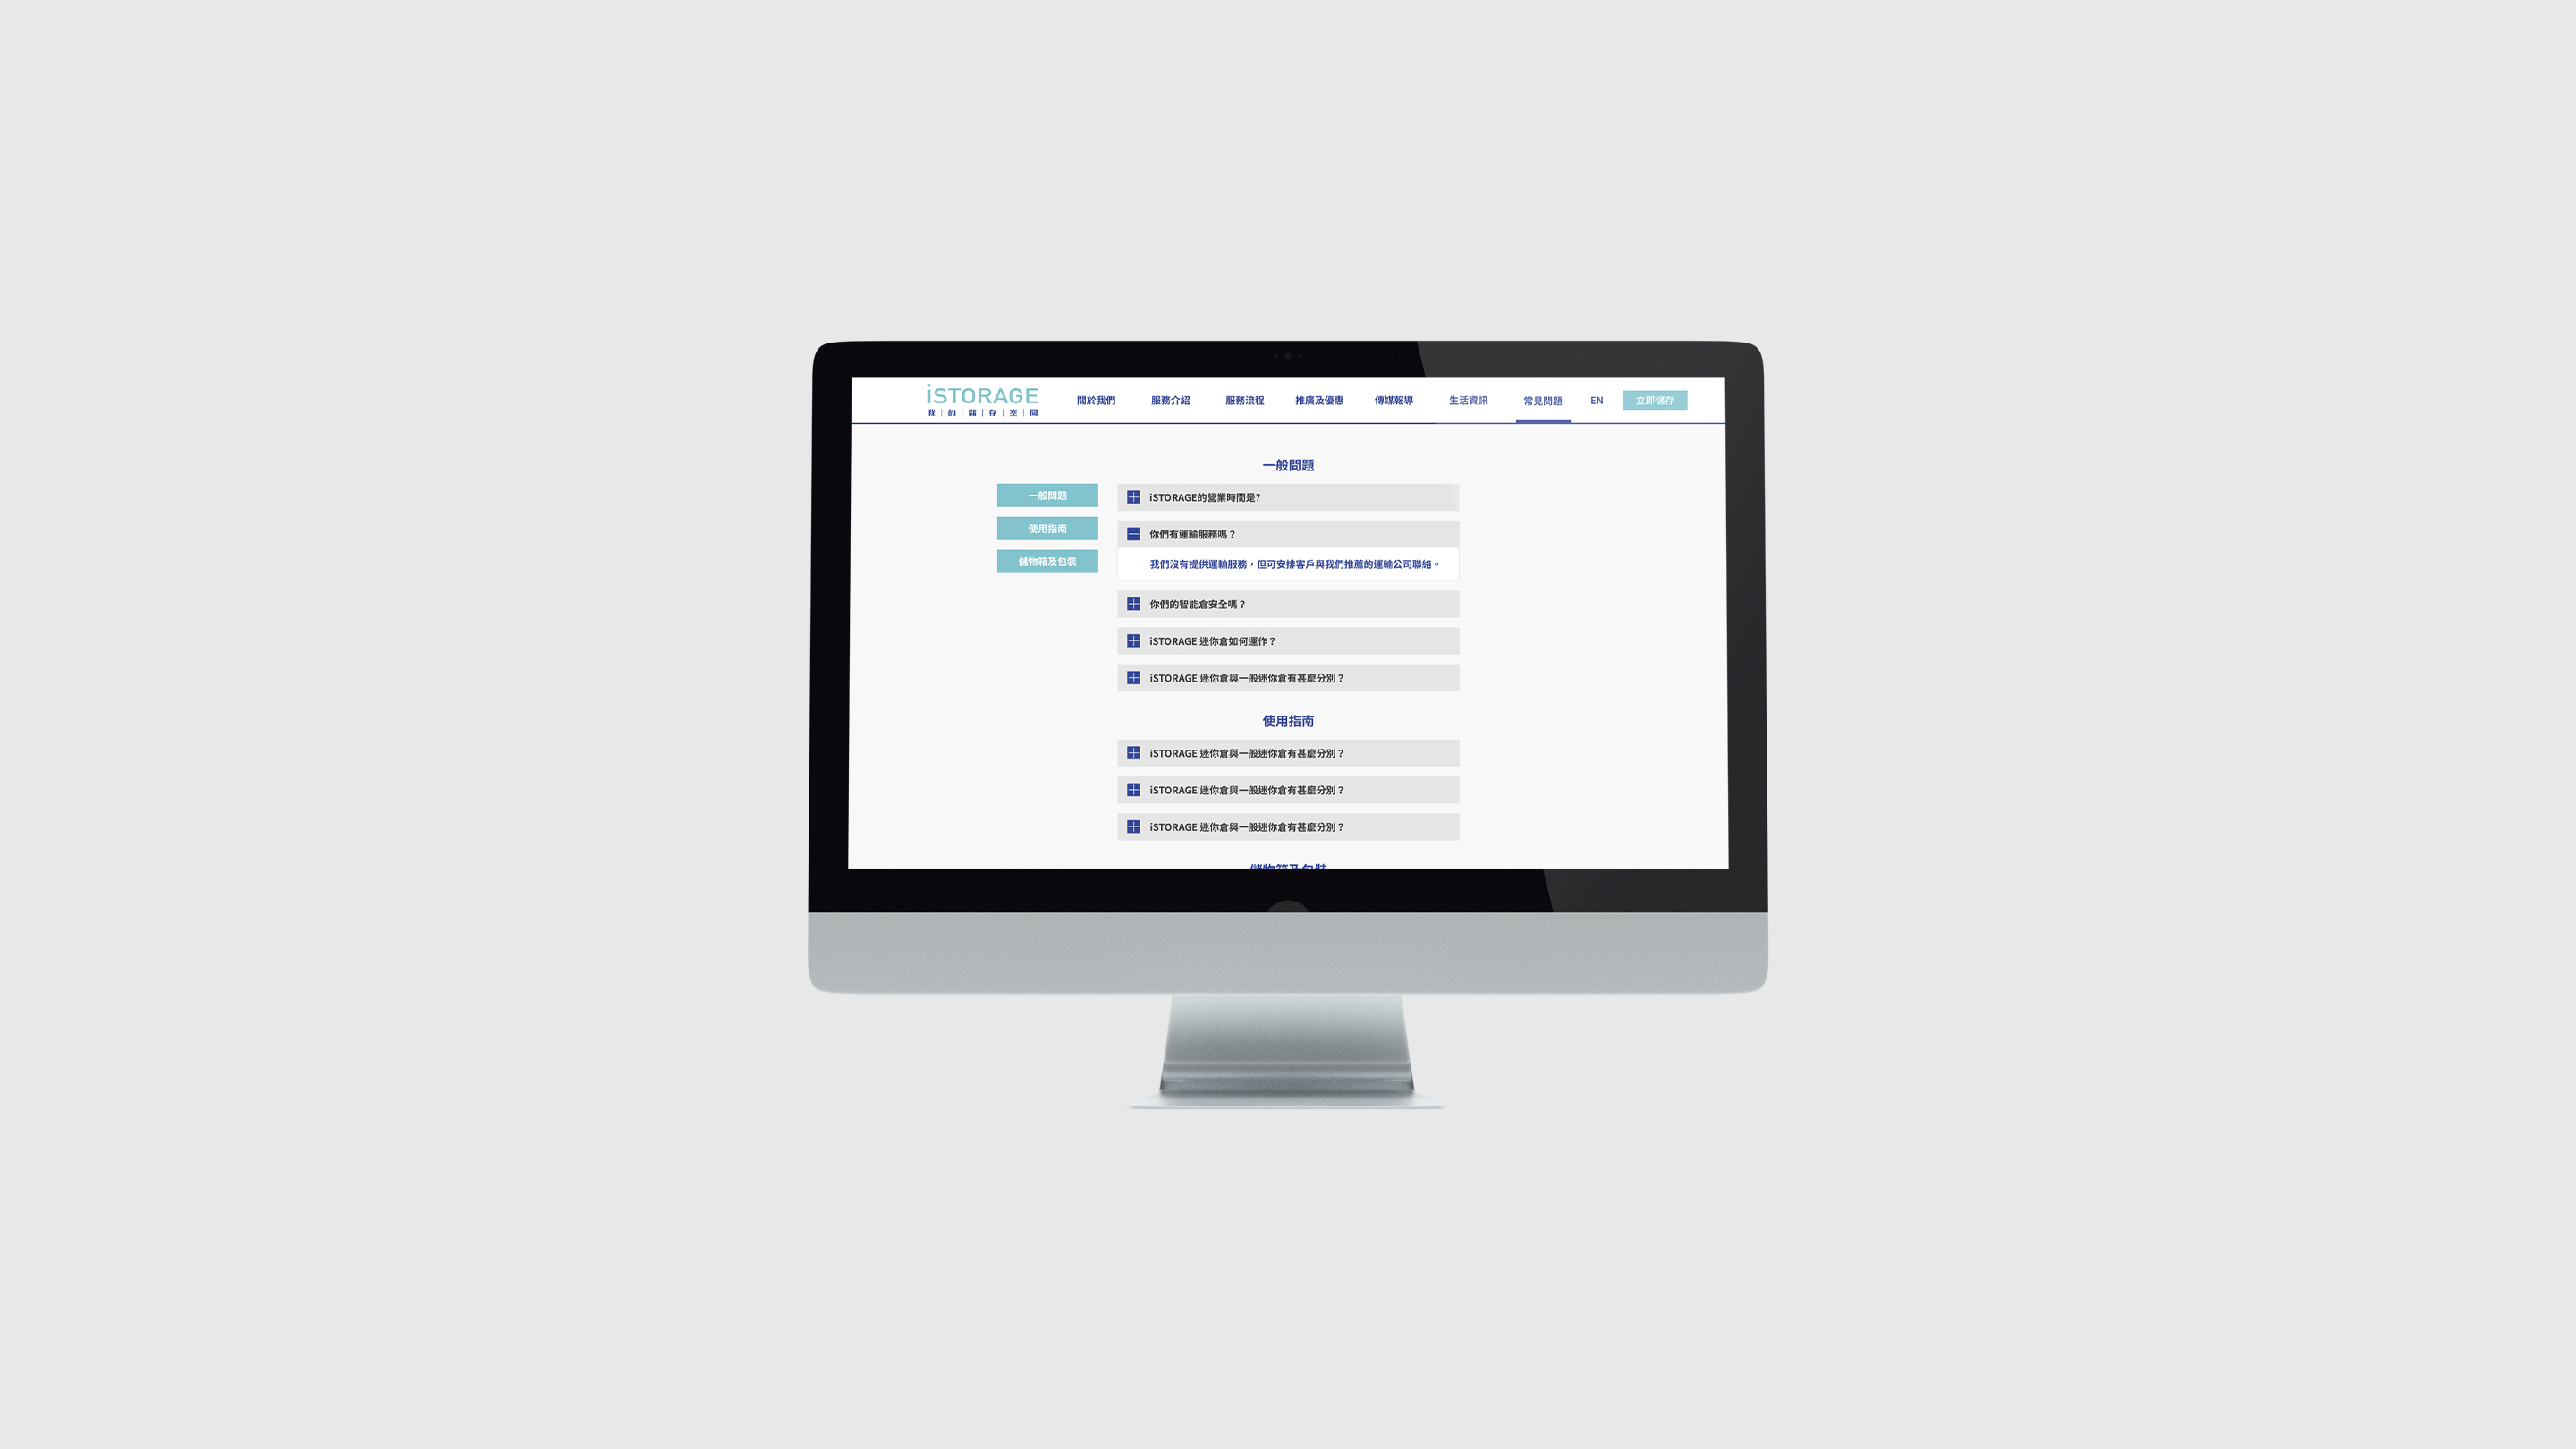 iSTORAGE
我|的|儲|存|空|間
關於我們 服務介紹 服務流程 推廣及優惠 傳媒報導 生活資訊 常見問題 EN 立即儲存
一般問題
一般問題
使用指南
儲物箱及包裝
iSTORAGE的營業時間是?
你們有運輸服務嗎？
我們沒有提供運輸服務，但可安排客戶與我們推薦的運輸公司聯絡。
你們的智能倉安全嗎？
iSTORAGE 迷你倉如何運作？
iSTORAGE 迷你倉與一般迷你倉有甚麼分別？
使用指南
iSTORAGE 迷你倉與一般迷你倉有甚麼分別？
iSTORAGE 迷你倉與一般迷你倉有甚麼分別？
iSTORAGE 迷你倉與一般迷你倉有甚麼分別？
儲物箱及包裝